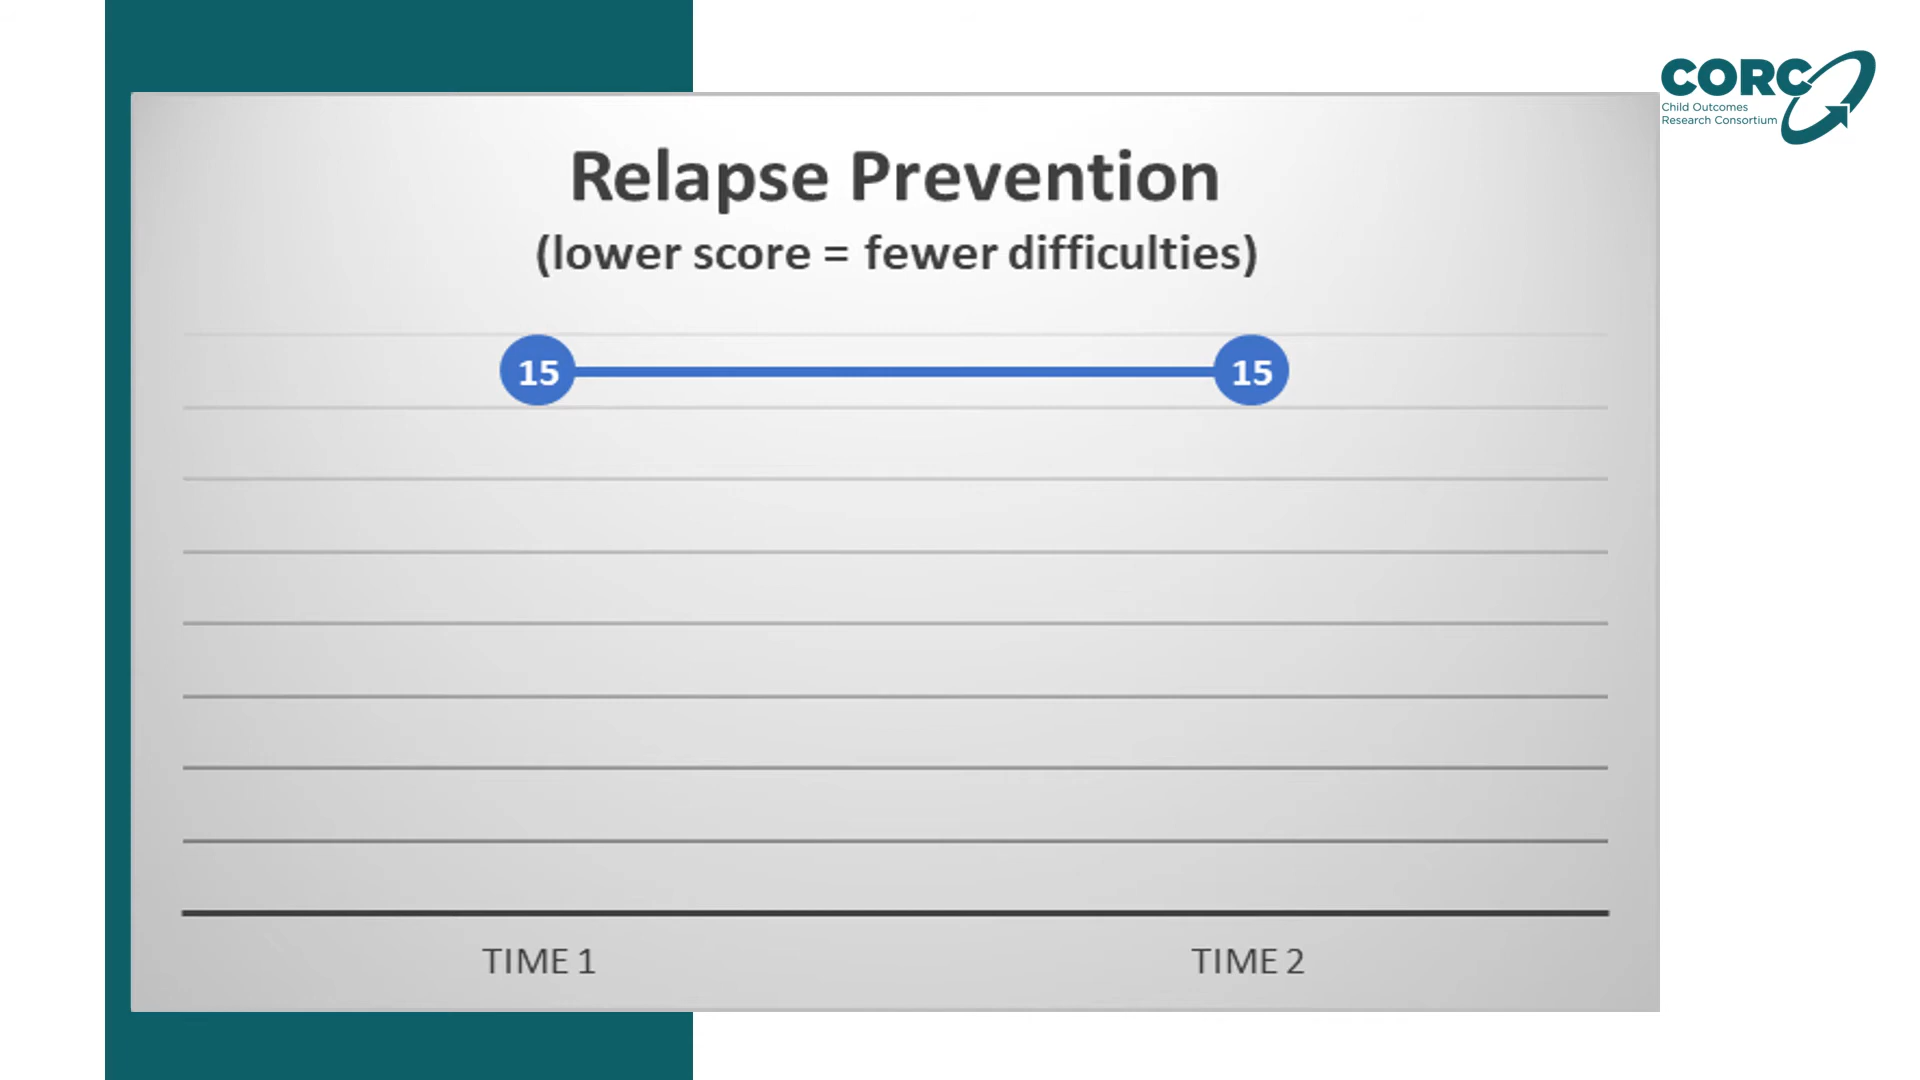 CORC
Child Outcomes
Research Consortium
Relapse Prevention
(lower score = fewer difficulties)
15
15
TIME 1
TIME 2